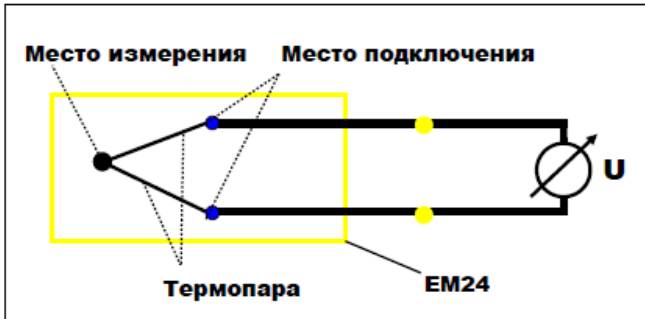 Место измерения
Место подключения
U
Термопара
EM24